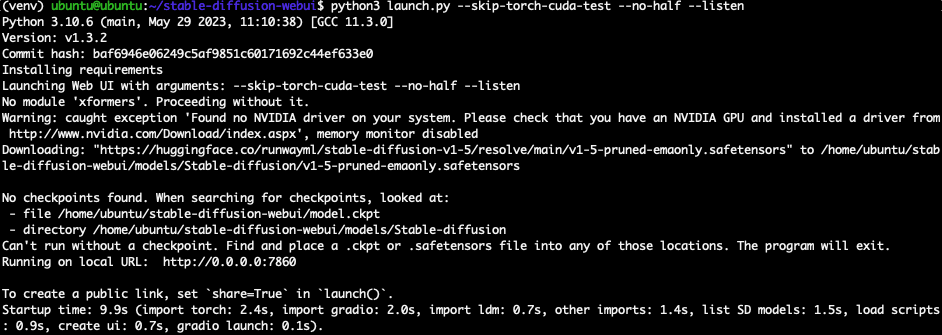 (venv) ubuntu@ubuntu:~/stable-diffusion-webui$ python3 launch.py --skip-torch-cuda-test --no-half --listen
Python 3.10.6 (main, May 29 2023, 11:10:38) [GCC 11.3.0]
Version: v1.3.2
Commit hash: baf6946e06249c5af9851c60171692c44ef633e0
Installing requirements
Launching Web UI with arguments: --skip-torch-cuda-test --no-half --listen
No module 'xformers'. Proceeding without it.
Warning: caught exception 'Found no NVIDIA driver on your system. Please check that you have an NVIDIA GPU and installed a driver from
 http://www.nvidia.com/Download/index.aspx', memory monitor disabled
Downloading: "https://huggingface.co/runwayml/stable-diffusion-v1-5/resolve/main/v1-5-pruned-emaonly.safetensors" to /home/ubuntu/stab
le-diffusion-webui/models/Stable-diffusion/v1-5-pruned-emaonly.safetensors

No checkpoints found. When searching for checkpoints, looked at:
 - file /home/ubuntu/stable-diffusion-webui/model.ckpt
 - directory /home/ubuntu/stable-diffusion-webui/models/Stable-diffusion
Can't run without a checkpoint. Find and place a .ckpt or .safetensors file into any of those locations. The program will exit.
Running on local URL:  http://0.0.0.0:7860

To create a public link, set `share=True` in `launch()`.
Startup time: 9.9s (import torch: 2.4s, import gradio: 2.0s, import ldm: 0.7s, other imports: 1.4s, list SD models: 1.5s, load scripts
: 0.9s, create ui: 0.7s, gradio launch: 0.1s).